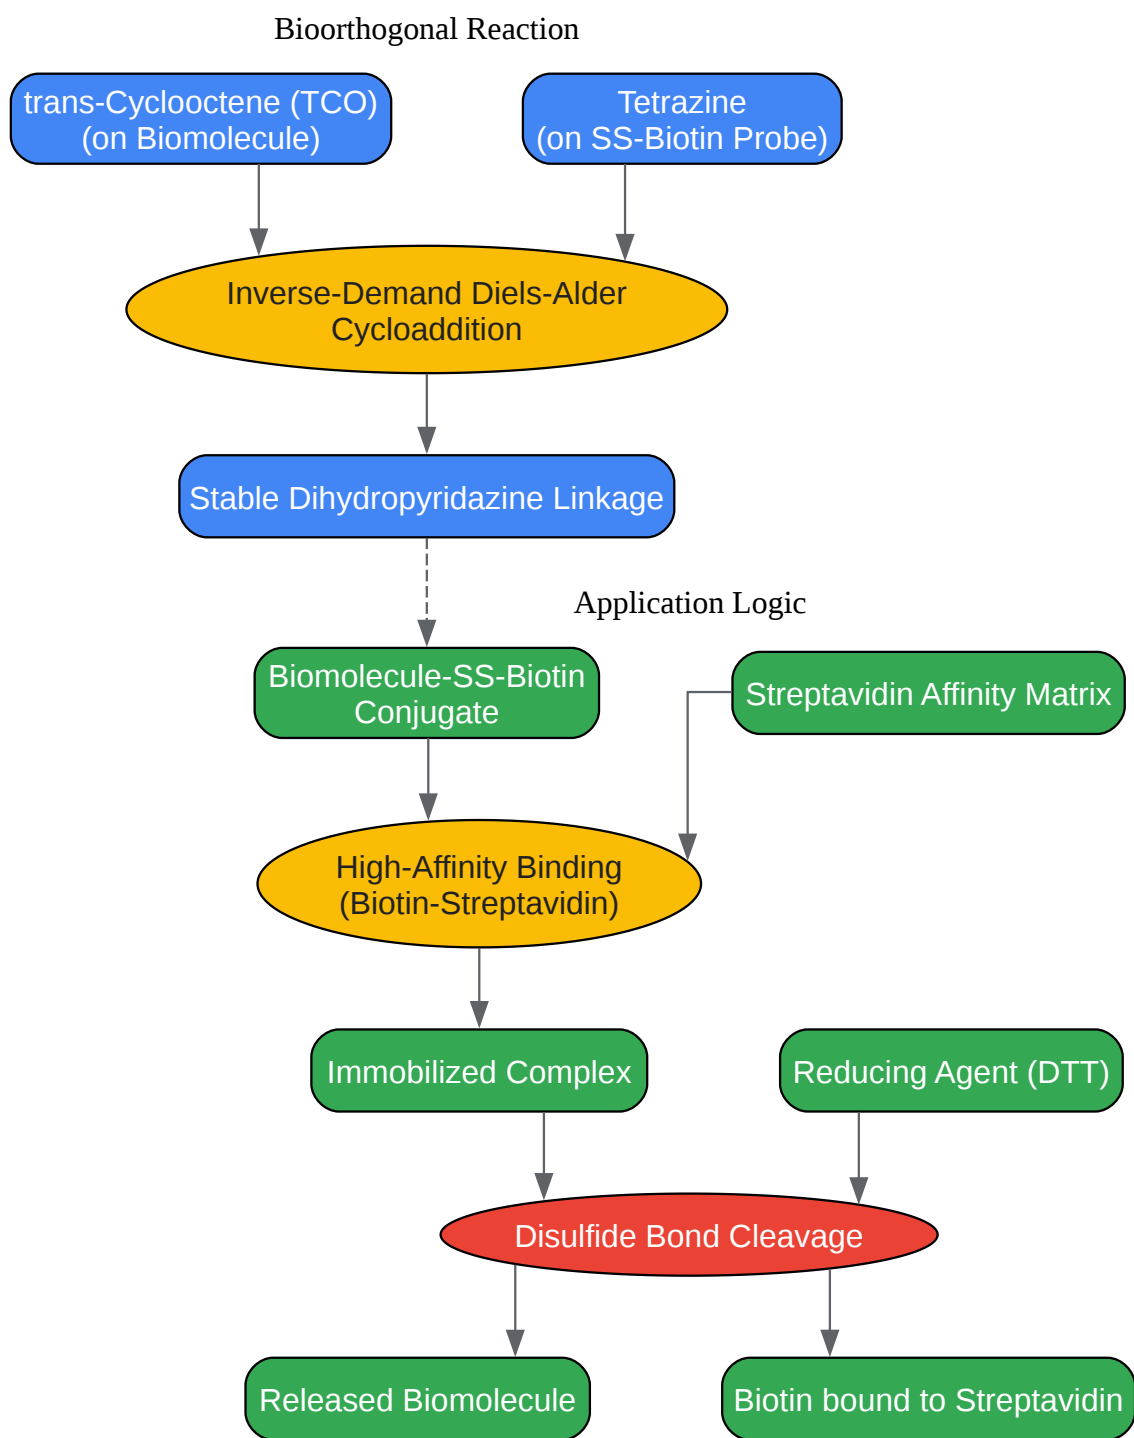 Bioorthogonal Reaction
trans-Cyclooctene (TCO)
(on Biomolecule)
Tetrazine
(on SS-Biotin Probe)
Inverse-Demand Diels-Alder
Cycloaddition
Stable Dihydropyridazine Linkage
Application Logic
Biomolecule-SS-Biotin
Conjugate
Streptavidin Affinity Matrix
High-Affinity Binding
(Biotin-Streptavidin)
Immobilized Complex
Reducing Agent (DTT)
Disulfide Bond Cleavage
Released Biomolecule
Biotin bound to Streptavidin